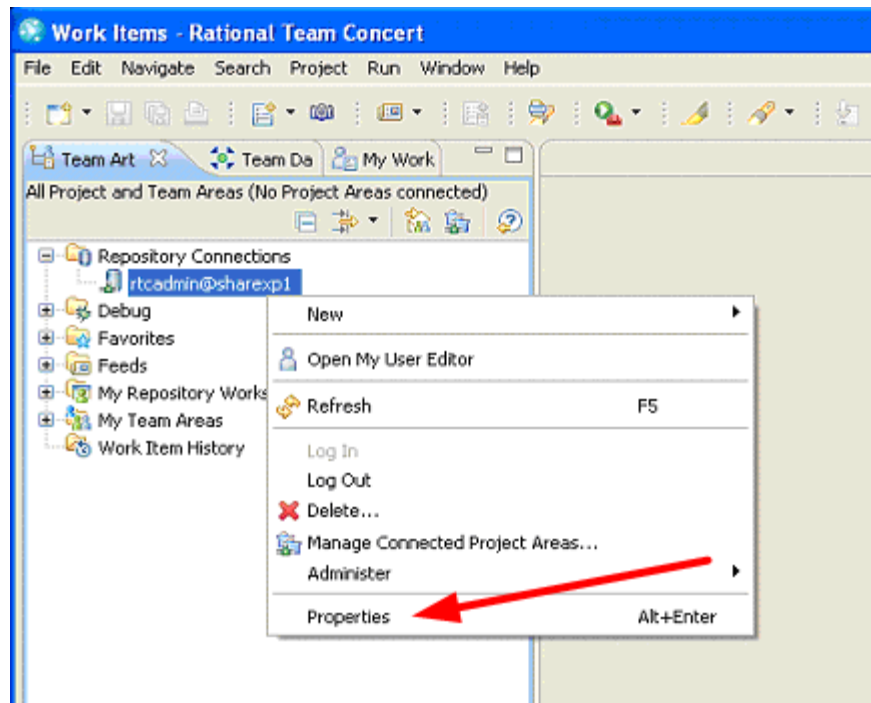 Work Items - Rational Team Concert
File Edit Navigate Search Project Run Window Help
Team Art Team Da My Work
All Project and Team Areas (No Project Areas connected)
Repository Connections
rtcadmin@sharexp1
Debug
Favorites
Feeds
My Repository Works
My Team Areas
Work Item History
New
Open My User Editor
Refresh F5
Log In
Log Out
Delete...
Manage Connected Project Areas...
Administer
Properties Alt+Enter